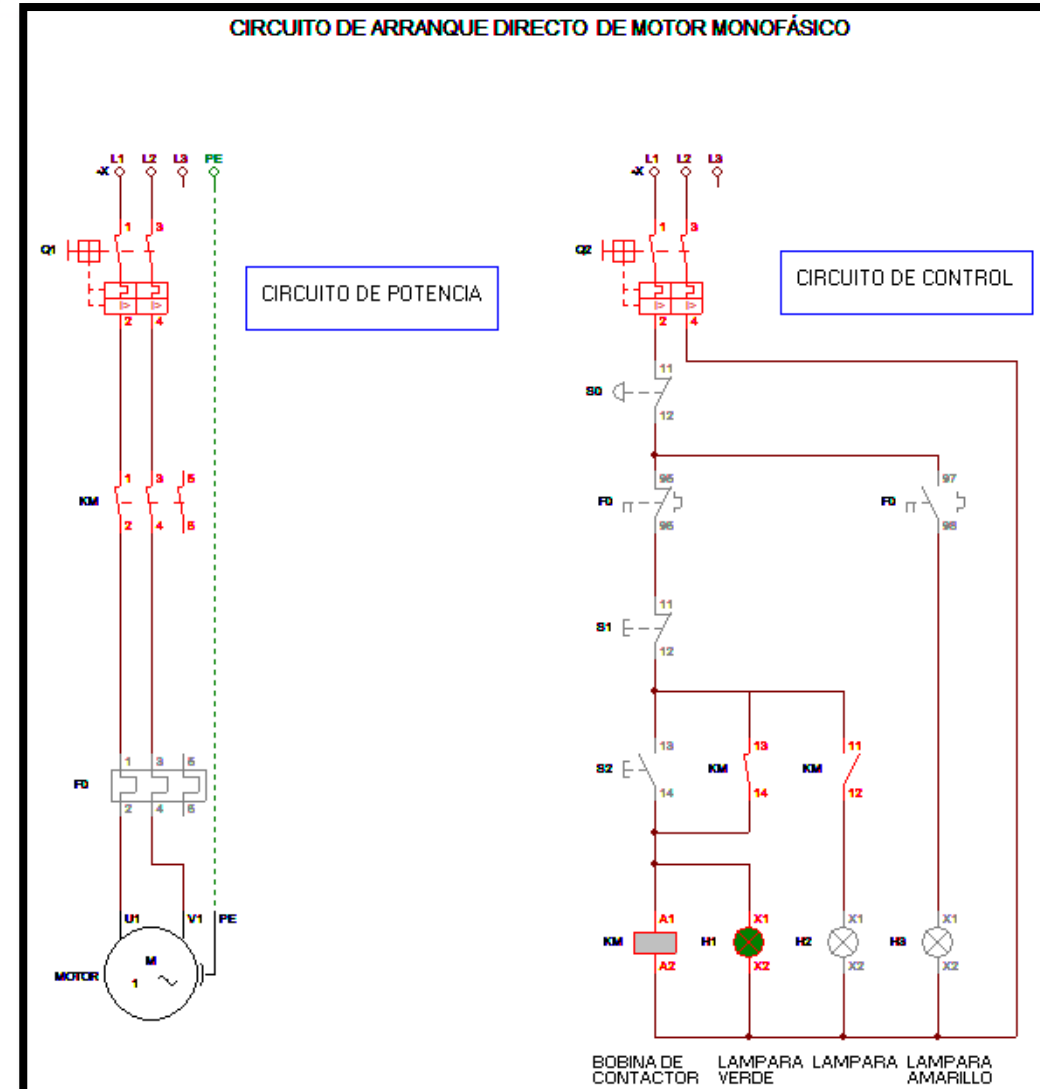 CIRCUITO DE ARRANQUE DIRECTO DE MOTOR MONOFÁSICO
L1 L2 L3 PE
-X
1 3
Q1
2 4
CIRCUITO DE POTENCIA
1 3 5
KM
2 4 6
1 3 5
F0
2 4 6
U1 V1 PE
M
1
MOTOR
L1 L2 L3
-X
1 3
Q2
2 4
CIRCUITO DE CONTROL
11
S0
12
95 97
F0 F0
96 98
11
S1
12
13 13 11
S2 KM KM
14 14 12
A1 X1 X1 X1
KM H1 H2 H3
A2 X2 X2 X2
BOBINA DE LAMPARA LAMPARA LAMPARA
CONTACTOR VERDE AMARILLO